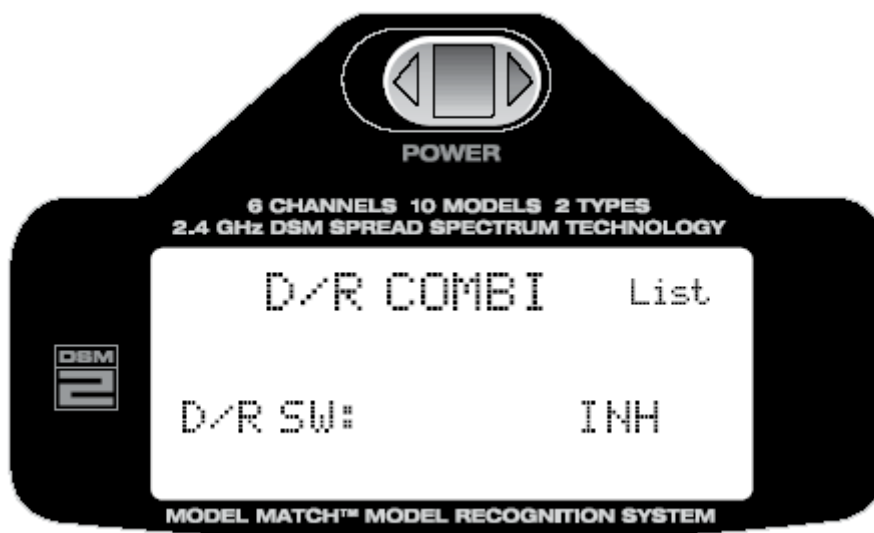 POWER
6 CHANNELS 10 MODELS 2 TYPES
2.4 GHz DSM SPREAD SPECTRUM TECHNOLOGY
D/R COMBI List
DSM
2
D/R SW: INH
MODEL MATCH™ MODEL RECOGNITION SYSTEM